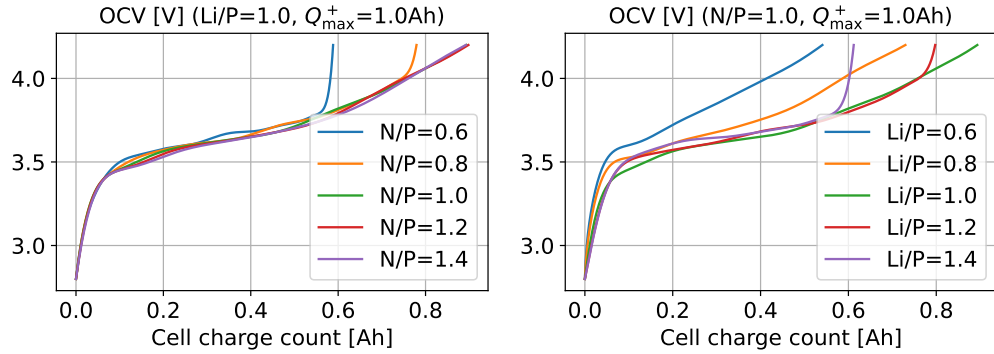 OCV [V] (Li/P=1.0, Q⁺max=1.0Ah)
4.0
3.5
3.0
N/P=0.6
N/P=0.8
N/P=1.0
N/P=1.2
N/P=1.4
0.0 0.2 0.4 0.6 0.8
Cell charge count [Ah]
OCV [V] (N/P=1.0, Q⁺max=1.0Ah)
4.0
3.5
3.0
Li/P=0.6
Li/P=0.8
Li/P=1.0
Li/P=1.2
Li/P=1.4
0.0 0.2 0.4 0.6 0.8
Cell charge count [Ah]